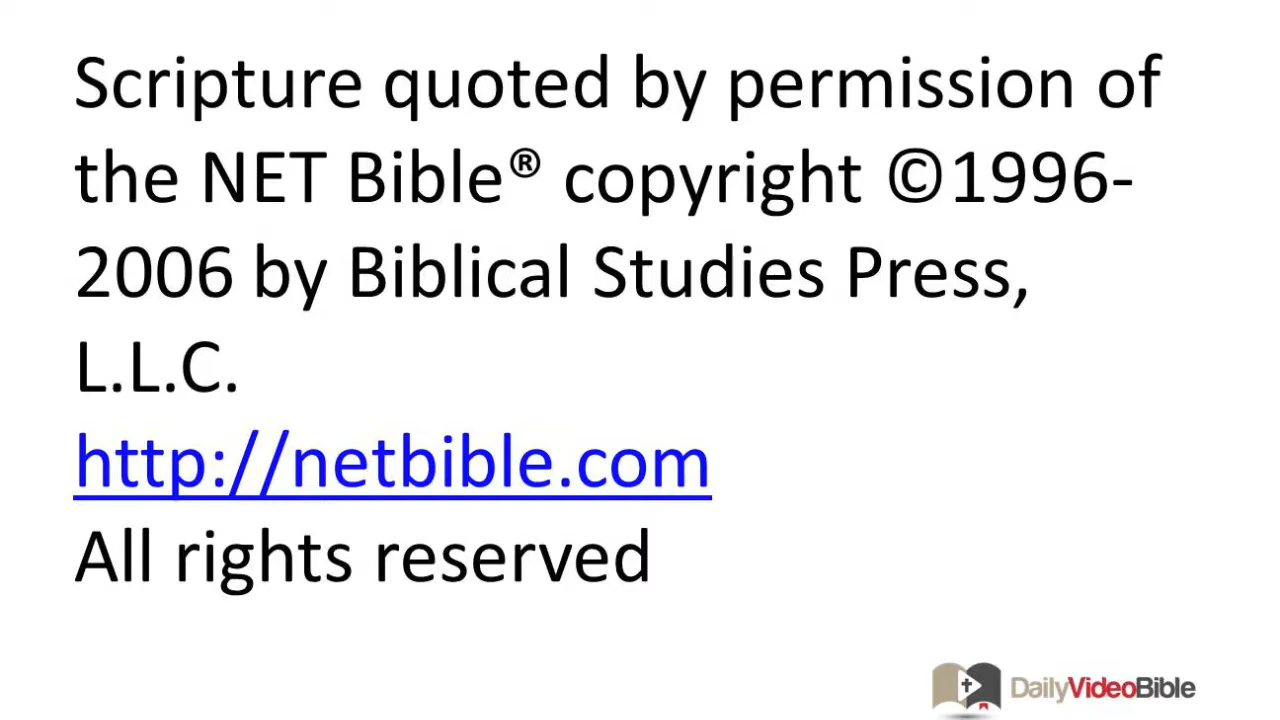 Scripture quoted by permission of
the NET Bible® copyright ©1996-
2006 by Biblical Studies Press,
L.L.C.
http://netbible.com
All rights reserved
DailyVideoBible